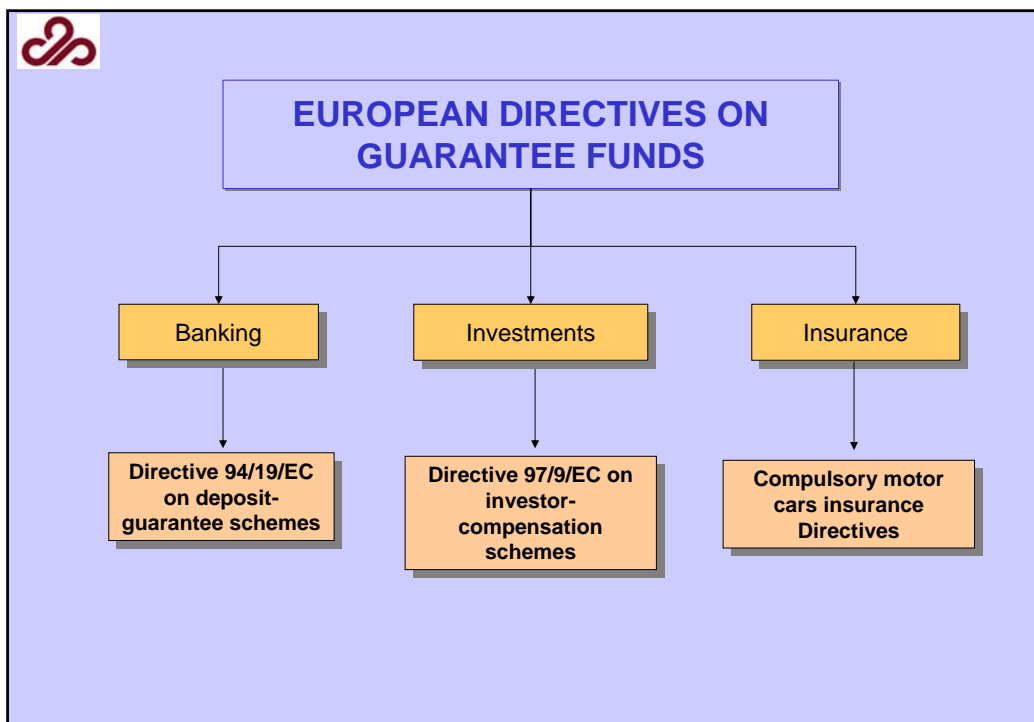 EUROPEAN DIRECTIVES ON
GUARANTEE FUNDS
Banking
Investments
Insurance
Directive 94/19/EC
on deposit-
guarantee schemes
Directive 97/9/EC on
investor-
compensation
schemes
Compulsory motor
cars insurance
Directives